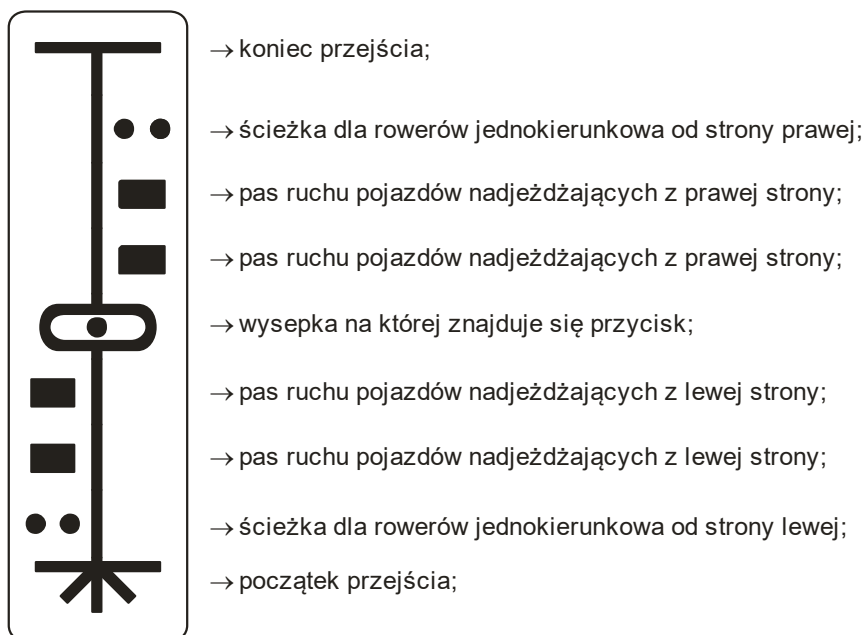 → koniec przejścia;
→ ścieżka dla rowerów jednokierunkowa od strony prawej;
→ pas ruchu pojazdów nadjeżdżających z prawej strony;
→ pas ruchu pojazdów nadjeżdżających z prawej strony;
→ wysepka na której znajduje się przycisk;
→ pas ruchu pojazdów nadjeżdżających z lewej strony;
→ pas ruchu pojazdów nadjeżdżających z lewej strony;
→ ścieżka dla rowerów jednokierunkowa od strony lewej;
→ początek przejścia;